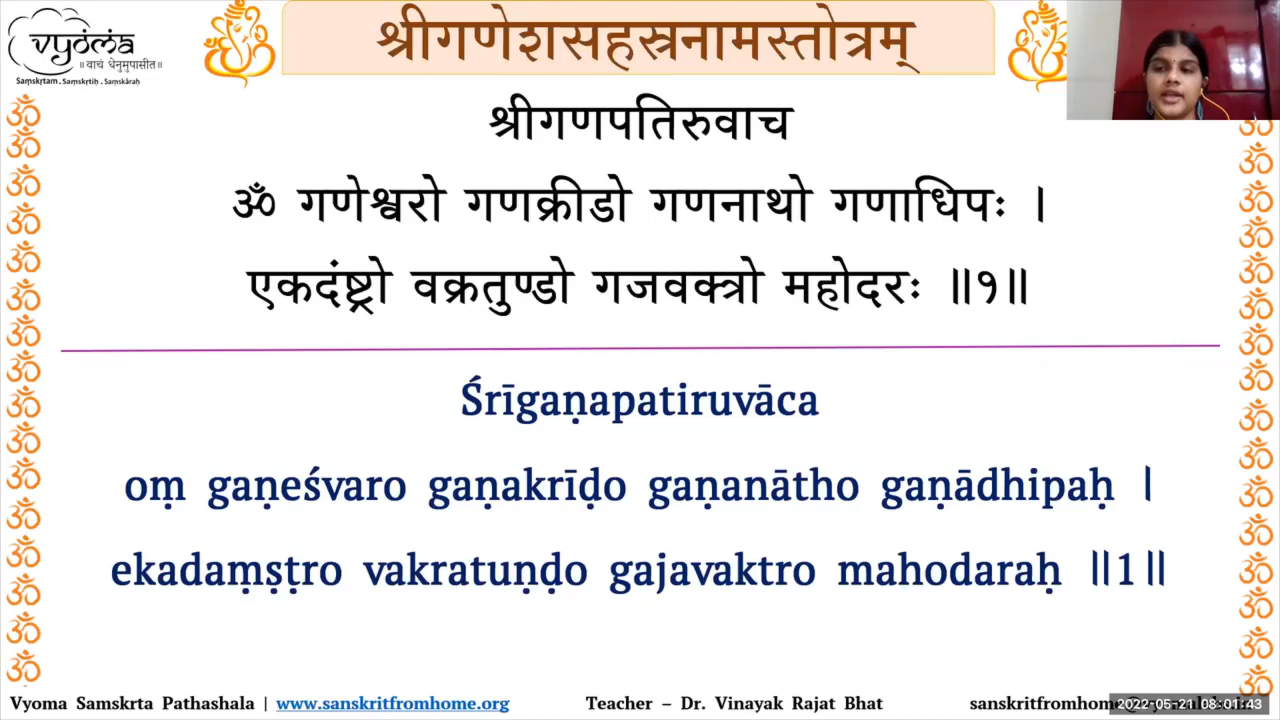 vyoma
॥वाचं धेनुमुपासीत॥
Saṃskṛtam . Saṃskṛtiḥ . Saṃskāraḥ
श्रीगणेशसहस्रनामस्तोत्रम्
श्रीगणपतिरुवाच
ॐ गणेश्वरो गणक्रीडो गणनाथो गणाधिपः ।
एकदंष्ट्रो वक्रतुण्डो गजवक्त्रो महोदरः ॥१॥
Śrīgaṇapatiruvāca
oṃ gaṇeśvaro gaṇakrīḍo gaṇanātho gaṇādhipaḥ ।
ekadaṃṣṭro vakratuṇḍo gajavaktro mahodaraḥ ॥1॥
Vyoma Samskrta Pathashala | www.sanskritfromhome.org Teacher – Dr. Vinayak Rajat Bhat
2022-05-21 08:01:43